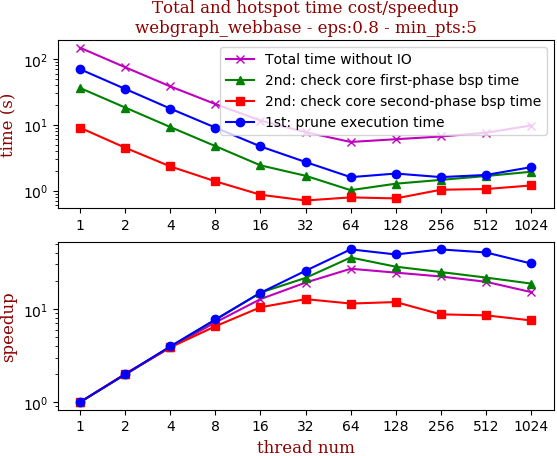 Total and hotspot time cost/speedup
webgraph_webbase - eps:0.8 - min_pts:5
time (s)
10²
10¹
10⁰
Total time without IO
2nd: check core first-phase bsp time
2nd: check core second-phase bsp time
1st: prune execution time
1 2 4 8 16 32 64 128 256 512 1024
speedup
10¹
10⁰
1 2 4 8 16 32 64 128 256 512 1024
thread num